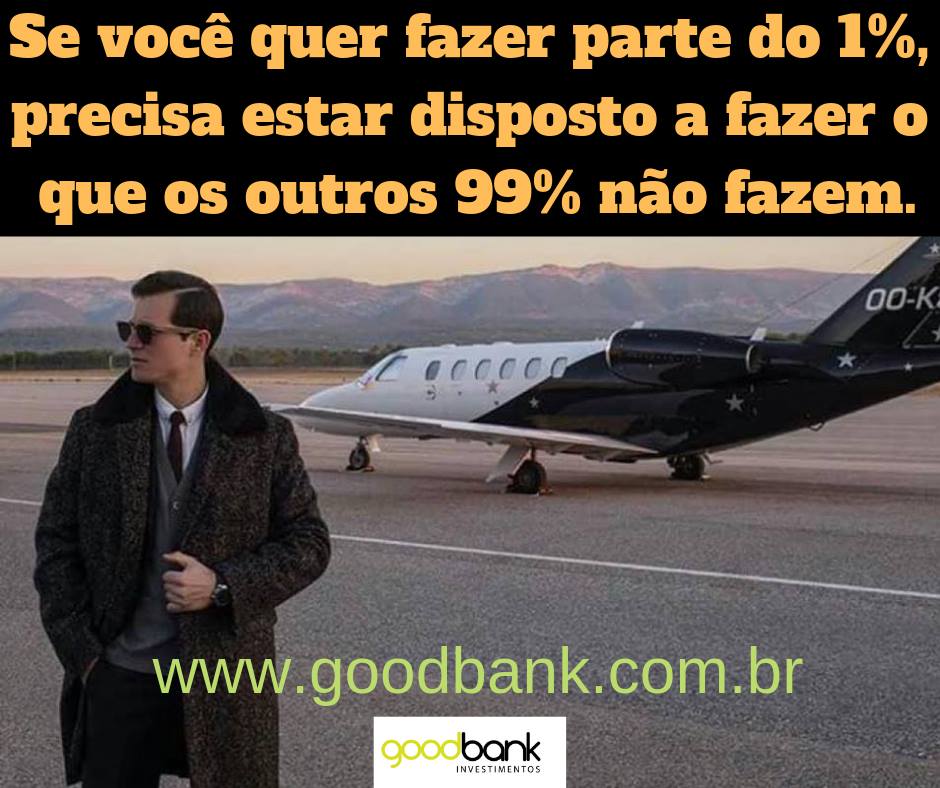 Se você quer fazer parte do 1%,
precisa estar disposto a fazer o
que os outros 99% não fazem.
OO-K
www.goodbank.com.br
goodbank
INVESTIMENTOS